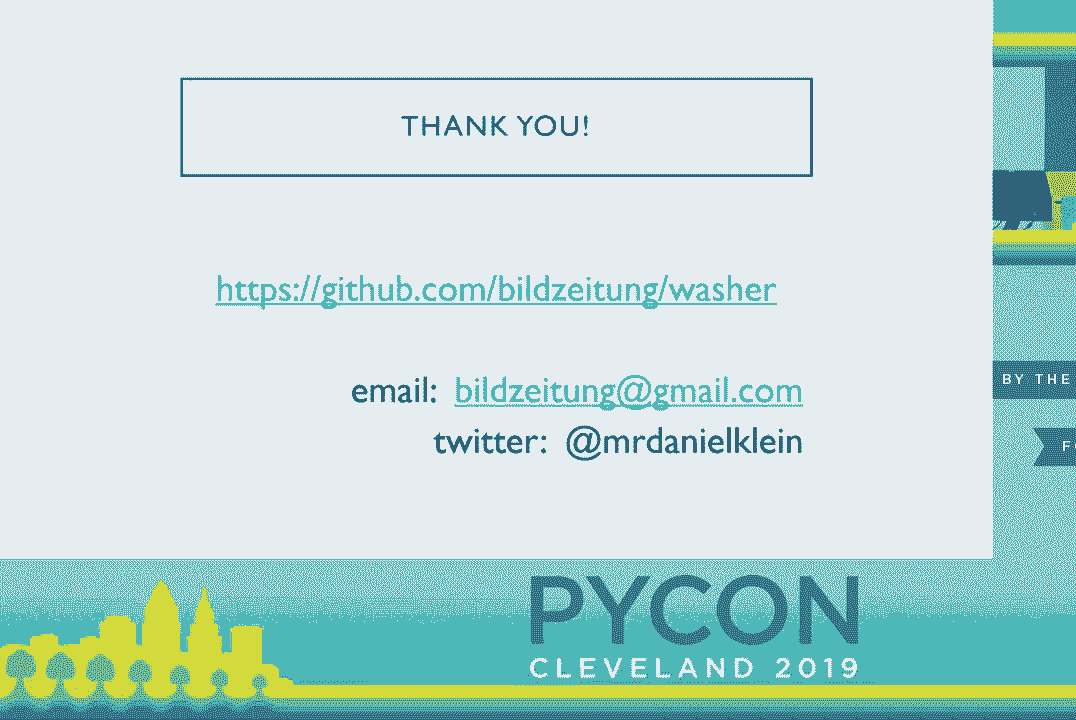 THANK YOU!
https://github.com/bildzeitung/washer
email: bildzeitung@gmail.com
twitter: @mrdanielklein
BY THE
PYCON
CLEVELAND 2019